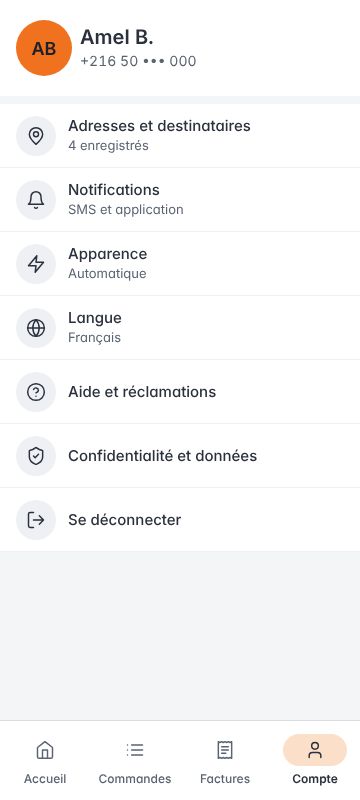 AB
Amel B.
+216 50 ••• 000
Adresses et destinataires
4 enregistrés
Notifications
SMS et application
Apparence
Automatique
Langue
Français
Aide et réclamations
Confidentialité et données
Se déconnecter
Accueil
Commandes
Factures
Compte